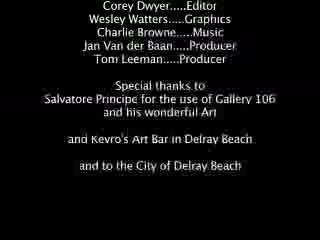 Corey Dwyer.....Editor
Wesley Watters.....Graphics
Charlie Browne.....Music
Jan Van der Baan.....Producer
Tom Leeman.....Producer
Special thanks to
Salvatore Principe for the use of Gallery 106
and his wonderful Art
and Kevro's Art Bar in Delray Beach
and to the City of Delray Beach